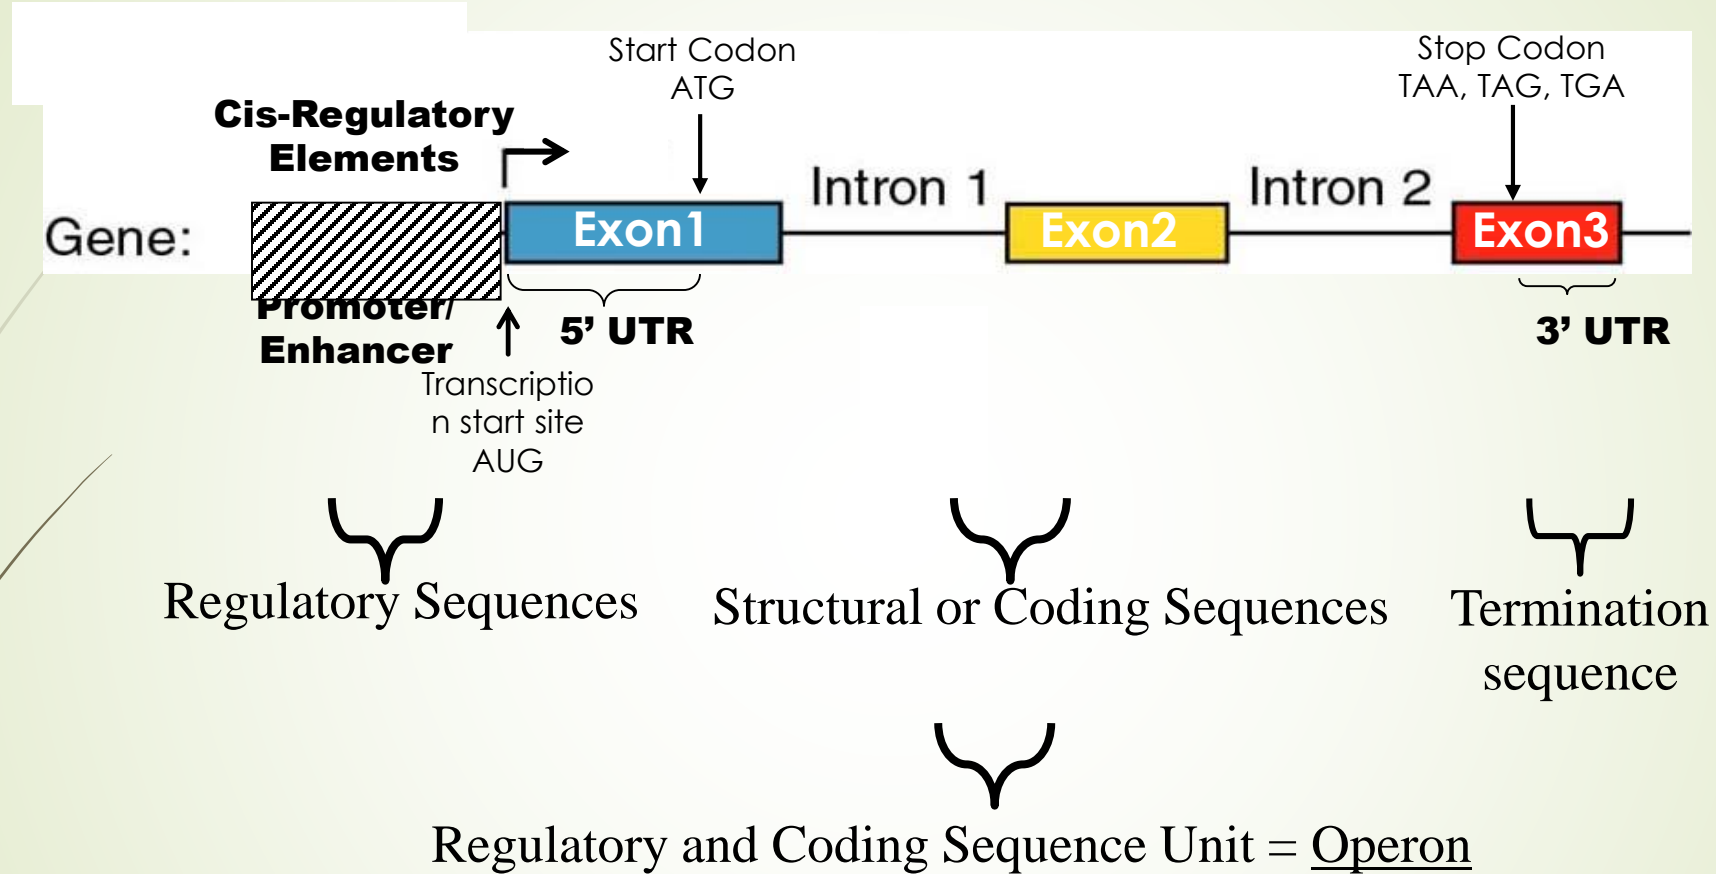 Start Codon
ATG
Stop Codon
TAA, TAG, TGA
Cis-Regulatory
Elements
Intron 1
Intron 2
Gene:
Exon1
Exon2
Exon3
Promoter/
Enhancer
5’ UTR
3’ UTR
Transcriptio
n start site
AUG
Regulatory Sequences
Structural or Coding Sequences
Termination
sequence
Regulatory and Coding Sequence Unit = Operon